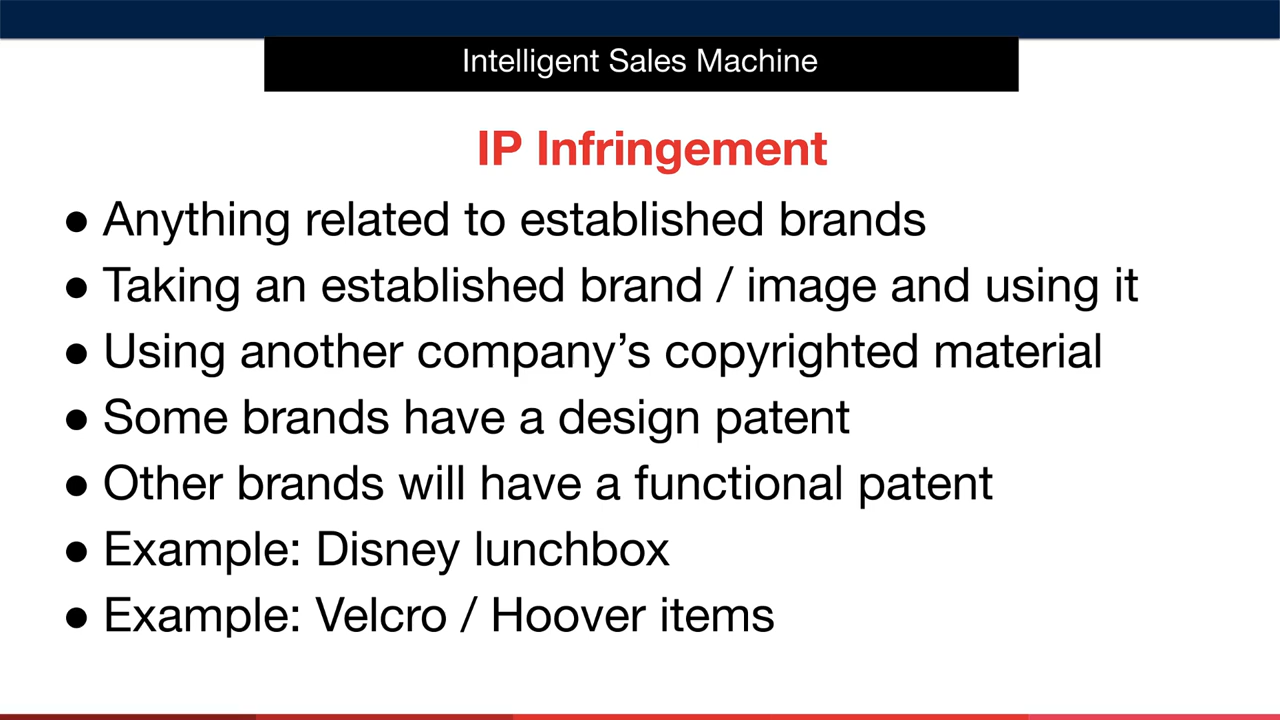 Intelligent Sales Machine
IP Infringement
● Anything related to established brands
● Taking an established brand / image and using it
● Using another company’s copyrighted material
● Some brands have a design patent
● Other brands will have a functional patent
● Example: Disney lunchbox
● Example: Velcro / Hoover items